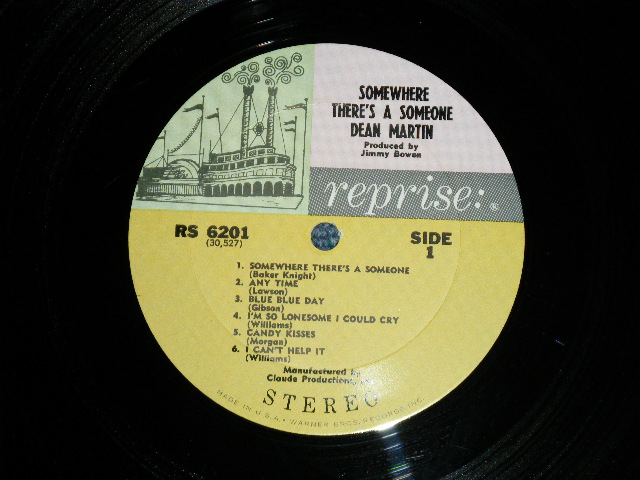 SOMEWHERE
THERE'S A SOMEONE
DEAN MARTIN
Produced by
Jimmy Bowen
reprise: ®
RS 6201
(30,527)
SIDE
1
1. SOMEWHERE THERE'S A SOMEONE
(Baker Knight)
2. ANY TIME
(Lawson)
3. BLUE BLUE DAY
(Gibson)
4. I'M SO LONESOME I COULD CRY
(Williams)
5. CANDY KISSES
(Morgan)
6. I CAN'T HELP IT
(Williams)
Manufactured by
Claude Productions,
STEREO
MADE IN U.S.A. • WARNER BROS. RECORDS INC.